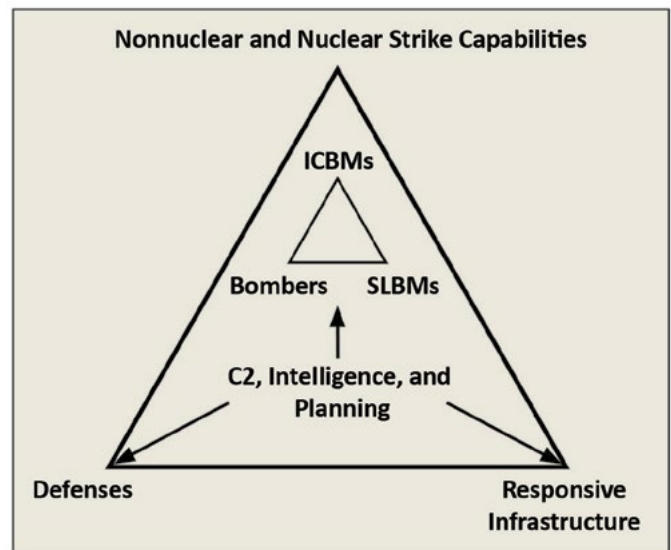 Nonnuclear and Nuclear Strike Capabilities
ICBMs
Bombers SLBMs
C2, Intelligence, and
Planning
Defenses
Responsive
Infrastructure